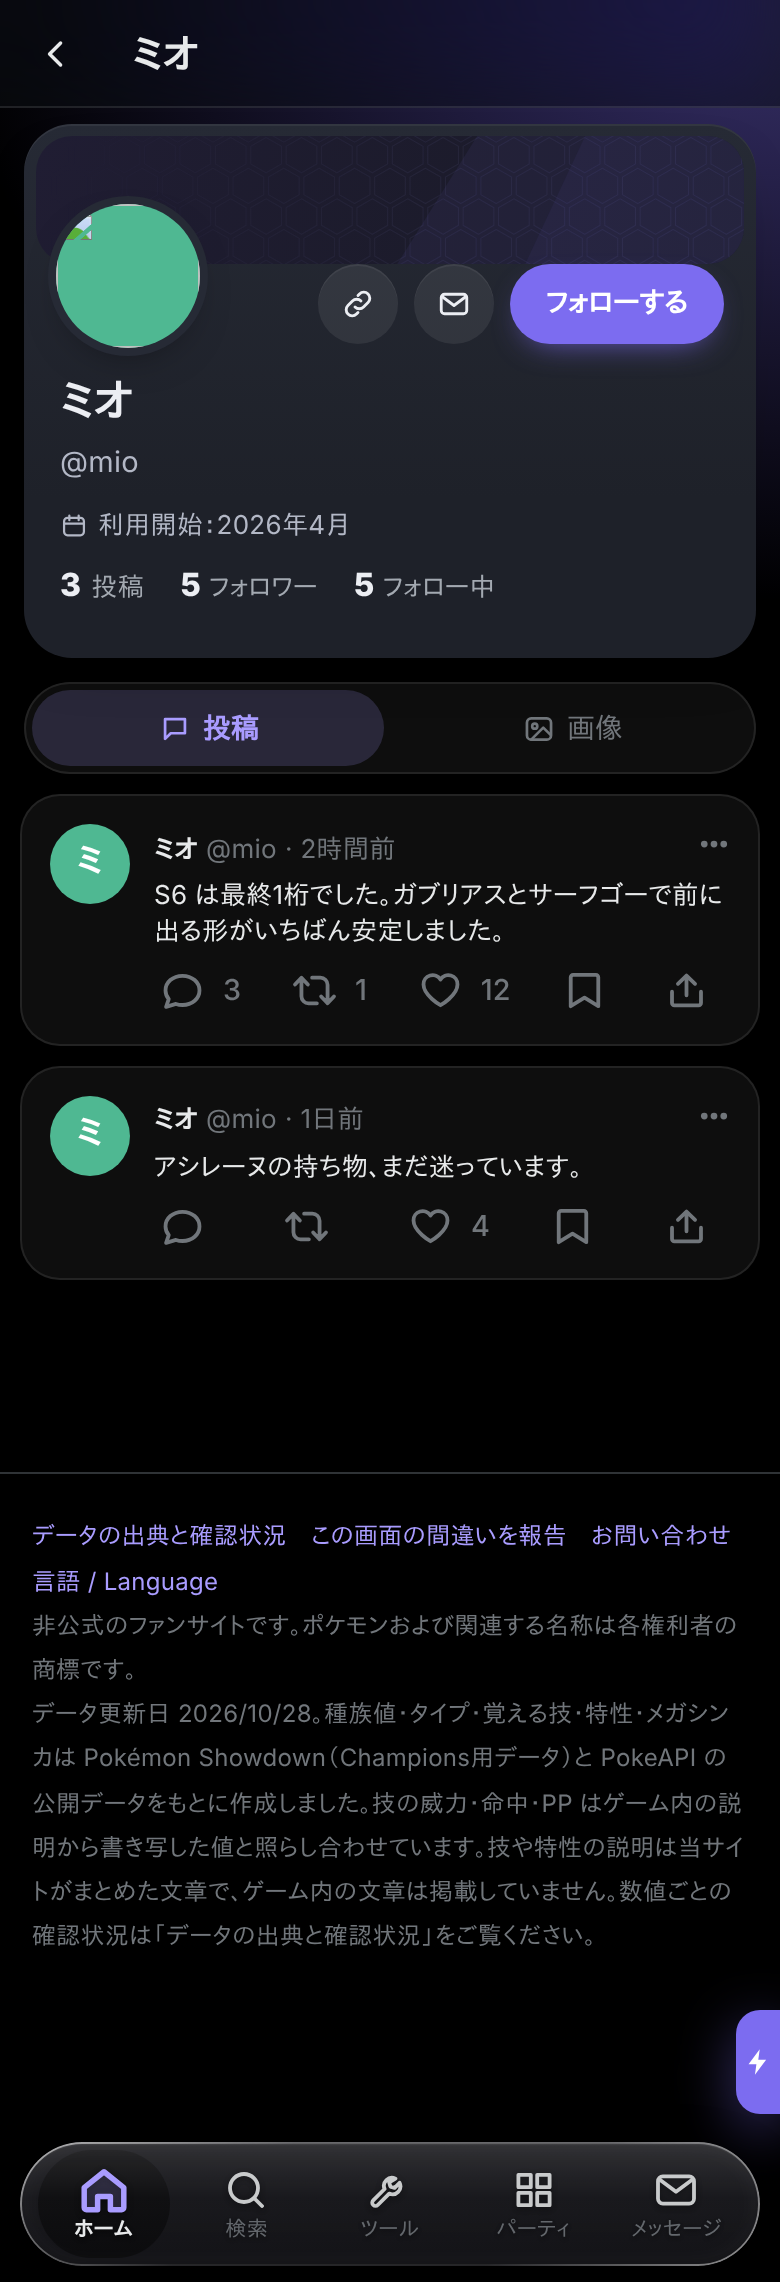 ミオ
フォローする
ミオ
@mio
利用開始:2026年4月
3 投稿 5 フォロワー 5 フォロー中
投稿 画像
ミ
ミオ @mio · 2時間前
S6 は最終1桁でした。ガブリアスとサーフゴーで前に
出る形がいちばん安定しました。
3 1 12
ミ
ミオ @mio · 1日前
アシレーヌの持ち物、まだ迷っています。
4
データの出典と確認状況 この画面の間違いを報告 お問い合わせ
言語 / Language
非公式のファンサイトです。ポケモンおよび関連する名称は各権利者の
商標です。
データ更新日 2026/10/28。種族値・タイプ・覚える技・特性・メガシン
カは Pokémon Showdown（Champions用データ）と PokeAPI の
公開データをもとに作成しました。技の威力・命中・PP はゲーム内の説
明から書き写した値と照らし合わせています。技や特性の説明は当サイ
トがまとめた文章で、ゲーム内の文章は掲載していません。数値ごとの
確認状況は「データの出典と確認状況」をご覧ください。
ホーム 検索 ツール パーティ メッセージ